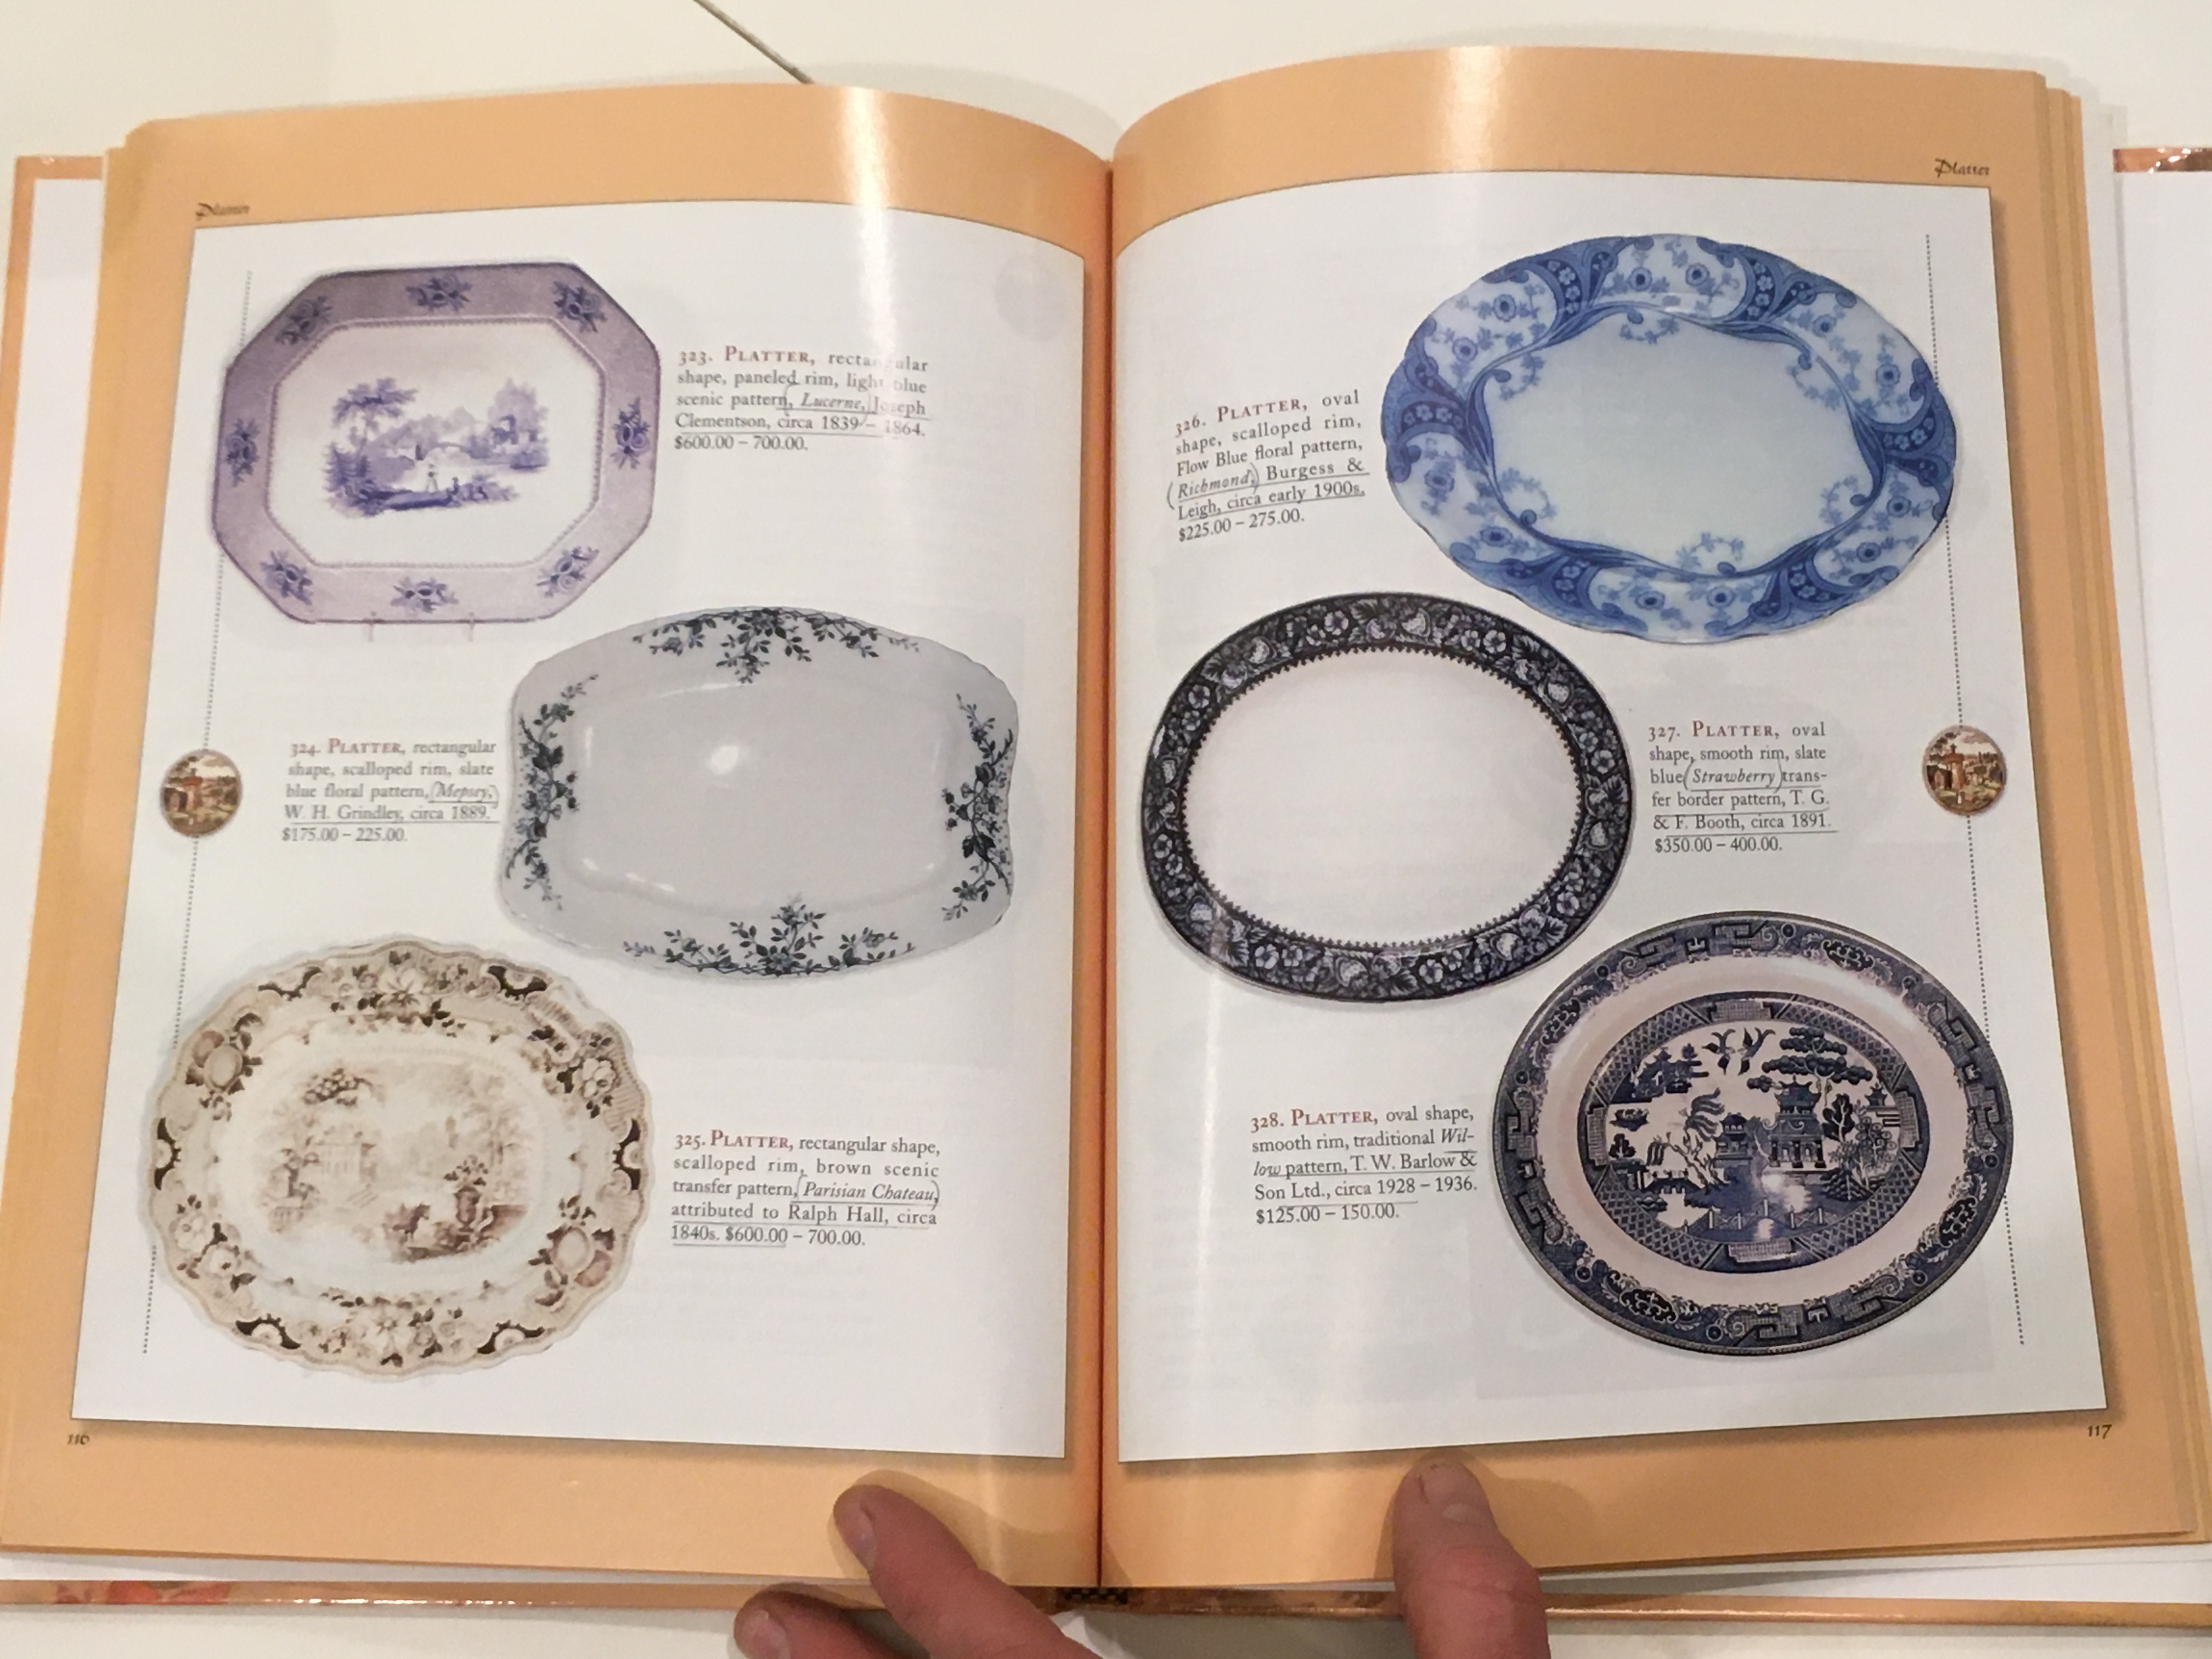 Platter
323. PLATTER, rectangular
shape, paneled rim, light blue
scenic pattern, Lucerne, Joseph
Clementson, circa 1839 – 1864.
$600.00 – 700.00.
324. PLATTER, rectangular
shape, scalloped rim, slate
blue floral pattern, Mepsey,
W. H. Grindley, circa 1889.
$175.00 – 225.00.
325. PLATTER, rectangular shape,
scalloped rim, brown scenic
transfer pattern, Parisian Chateau,
attributed to Ralph Hall, circa
1840s. $600.00 – 700.00.
116
Platter
326. PLATTER, oval
shape, scalloped rim,
Flow Blue floral pattern,
Richmond, Burgess &
Leigh, circa early 1900s.
$225.00 – 275.00.
327. PLATTER, oval
shape, smooth rim, slate
blue Strawberry trans-
fer border pattern, T. G.
& F. Booth, circa 1891.
$350.00 – 400.00.
328. PLATTER, oval shape,
smooth rim, traditional Wil-
low pattern, T. W. Barlow &
Son Ltd., circa 1928 – 1936.
$125.00 – 150.00.
117